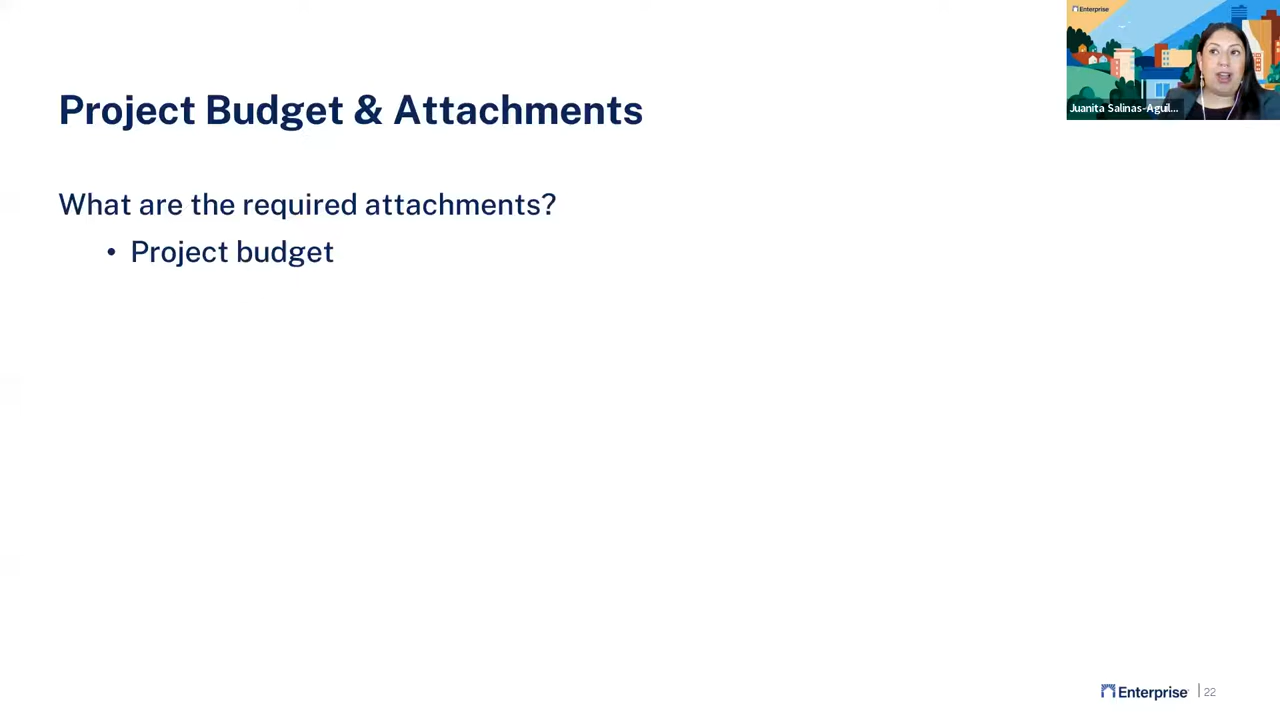 Enterprise
Juanita Salinas-Aguil...
Project Budget & Attachments
What are the required attachments?
• Project budget
Enterprise | 22